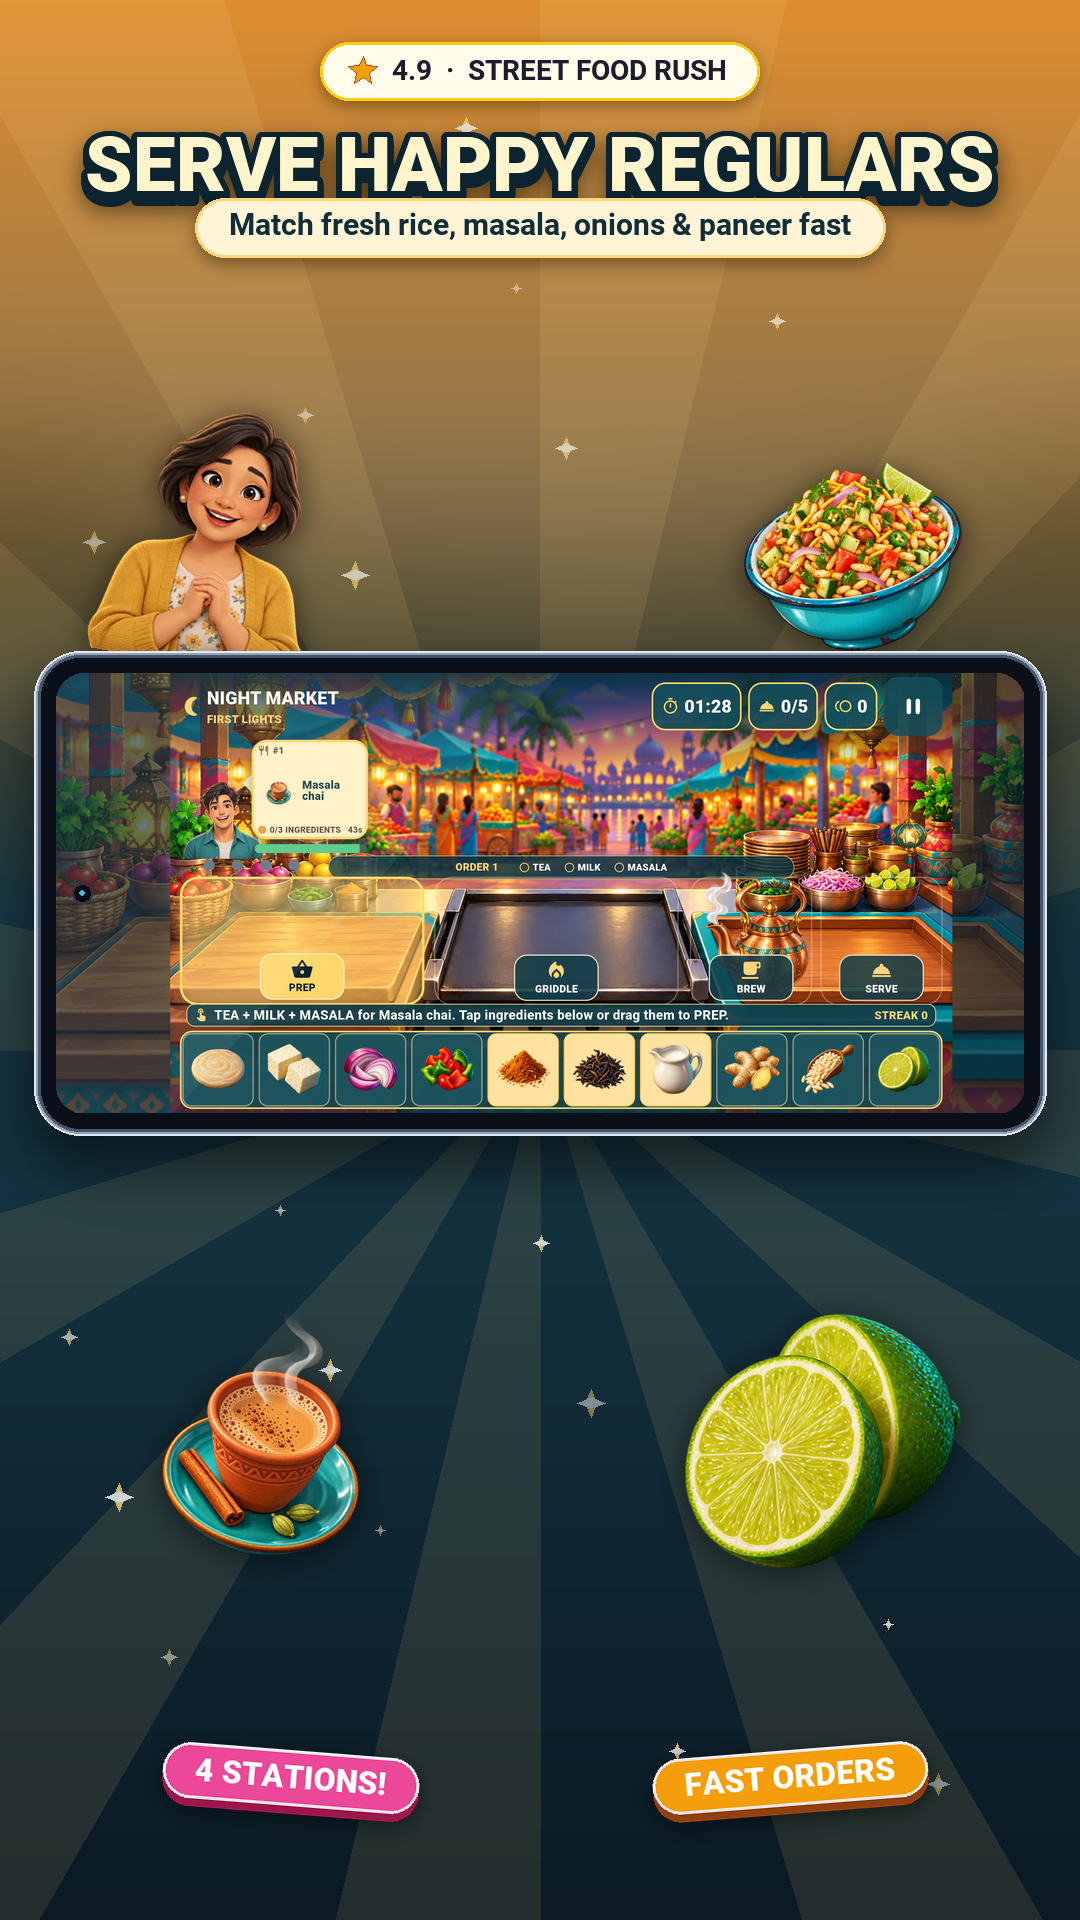 4.9 · STREET FOOD RUSH
SERVE HAPPY REGULARS
Match fresh rice, masala, onions & paneer fast
NIGHT MARKET
FIRST LIGHTS
01:28
0/5
0
#1
Masala
chai
0/3 INGREDIENTS 43s
ORDER 1 TEA MILK MASALA
PREP
GRIDDLE
BREW
SERVE
TEA + MILK + MASALA for Masala chai. Tap ingredients below or drag them to PREP.
STREAK 0
4 STATIONS!
FAST ORDERS